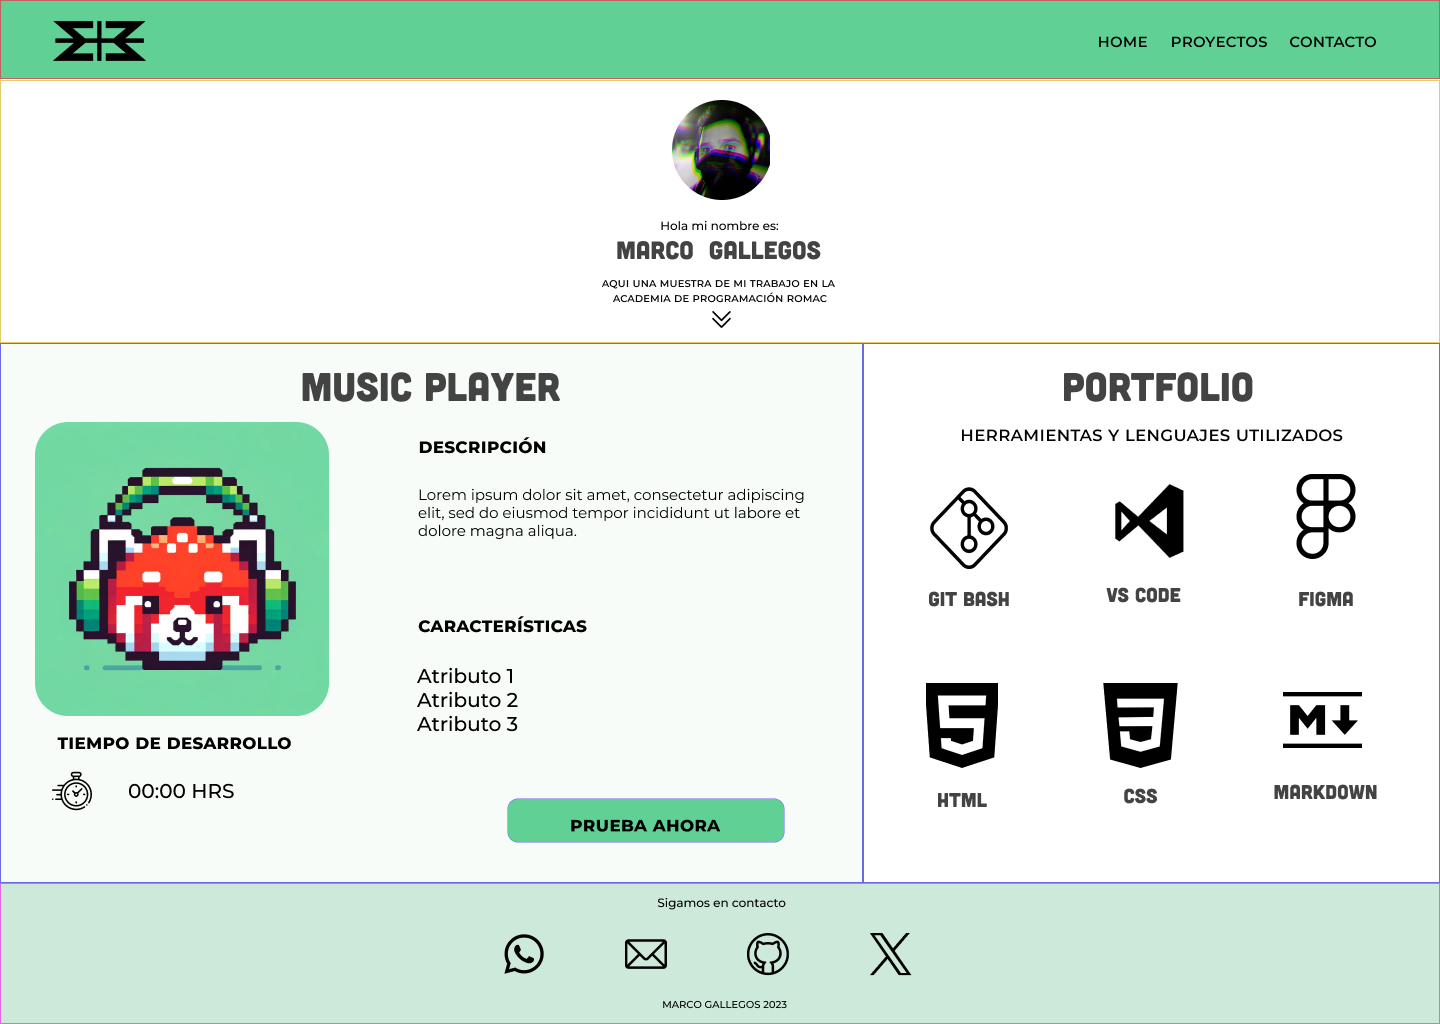 HOME PROYECTOS CONTACTO
Hola mi nombre es:
MARCO GALLEGOS
AQUI UNA MUESTRA DE MI TRABAJO EN LA
ACADEMIA DE PROGRAMACIÓN ROMAC
MUSIC PLAYER
DESCRIPCIÓN
Lorem ipsum dolor sit amet, consectetur adipiscing
elit, sed do eiusmod tempor incididunt ut labore et
dolore magna aliqua.
CARACTERÍSTICAS
Atributo 1
Atributo 2
Atributo 3
TIEMPO DE DESARROLLO
00:00 HRS
PRUEBA AHORA
PORTFOLIO
HERRAMIENTAS Y LENGUAJES UTILIZADOS
GIT BASH
VS CODE
FIGMA
HTML
CSS
M
MARKDOWN
Sigamos en contacto
MARCO GALLEGOS 2023